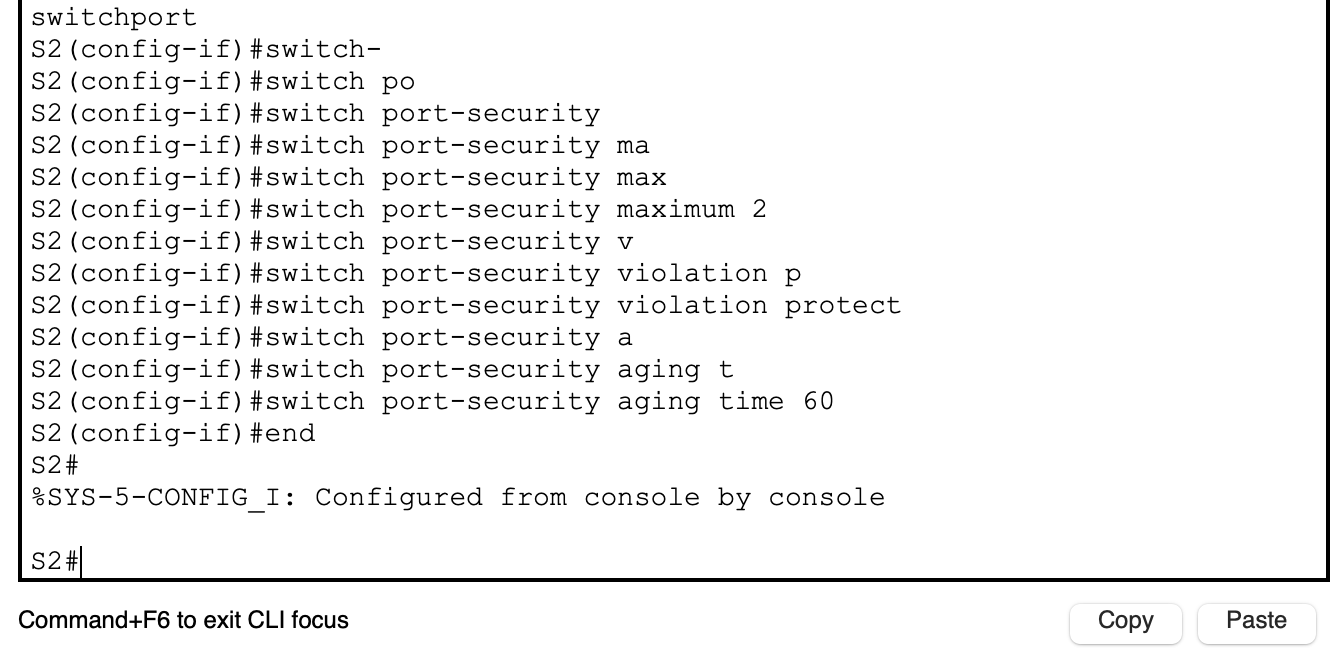 switchport
S2(config-if)#switch-
S2(config-if)#switch po
S2(config-if)#switch port-security
S2(config-if)#switch port-security ma
S2(config-if)#switch port-security max
S2(config-if)#switch port-security maximum 2
S2(config-if)#switch port-security v
S2(config-if)#switch port-security violation p
S2(config-if)#switch port-security violation protect
S2(config-if)#switch port-security a
S2(config-if)#switch port-security aging t
S2(config-if)#switch port-security aging time 60
S2(config-if)#end
S2#
%SYS-5-CONFIG_I: Configured from console by console
S2#
Command+F6 to exit CLI focus
Copy
Paste